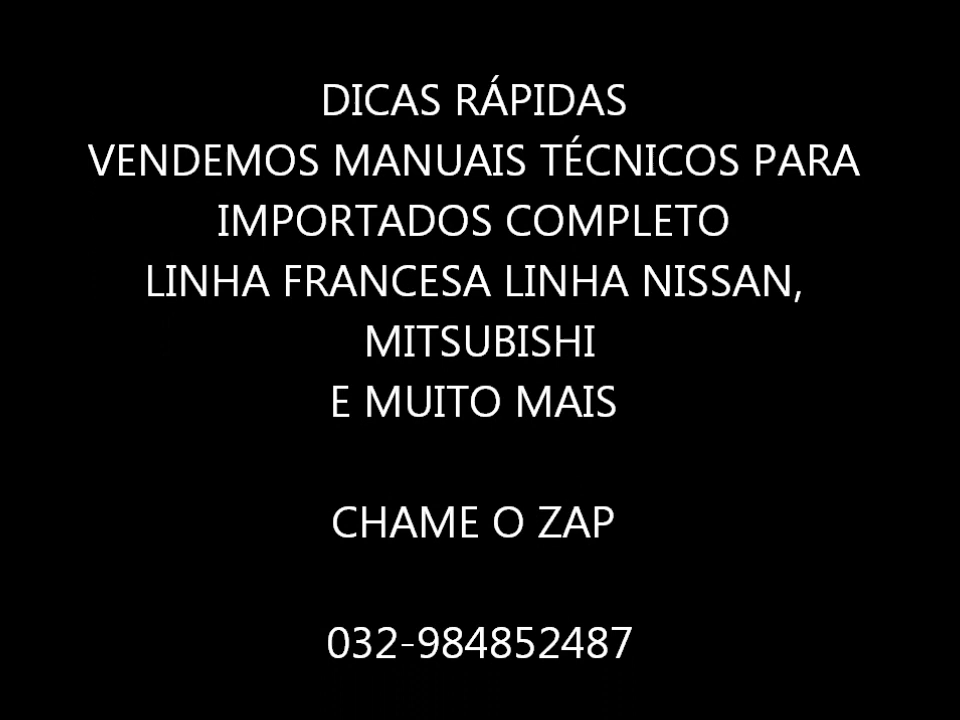 DICAS RÁPIDAS
VENDEMOS MANUAIS TÉCNICOS PARA
IMPORTADOS COMPLETO
LINHA FRANCESA LINHA NISSAN,
MITSUBISHI
E MUITO MAIS
CHAME O ZAP
032-984852487